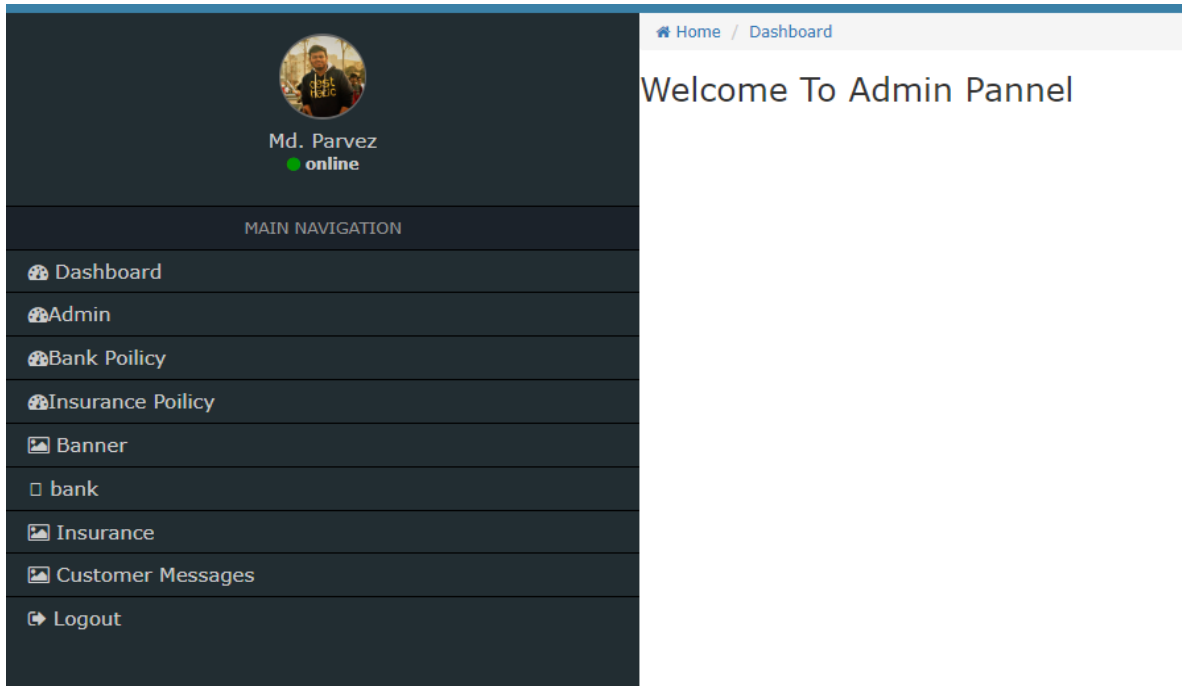 Md. Parvez
online
MAIN NAVIGATION
Dashboard
Admin
Bank Poilicy
Insurance Poilicy
Banner
bank
Insurance
Customer Messages
Logout
Home / Dashboard
Welcome To Admin Pannel